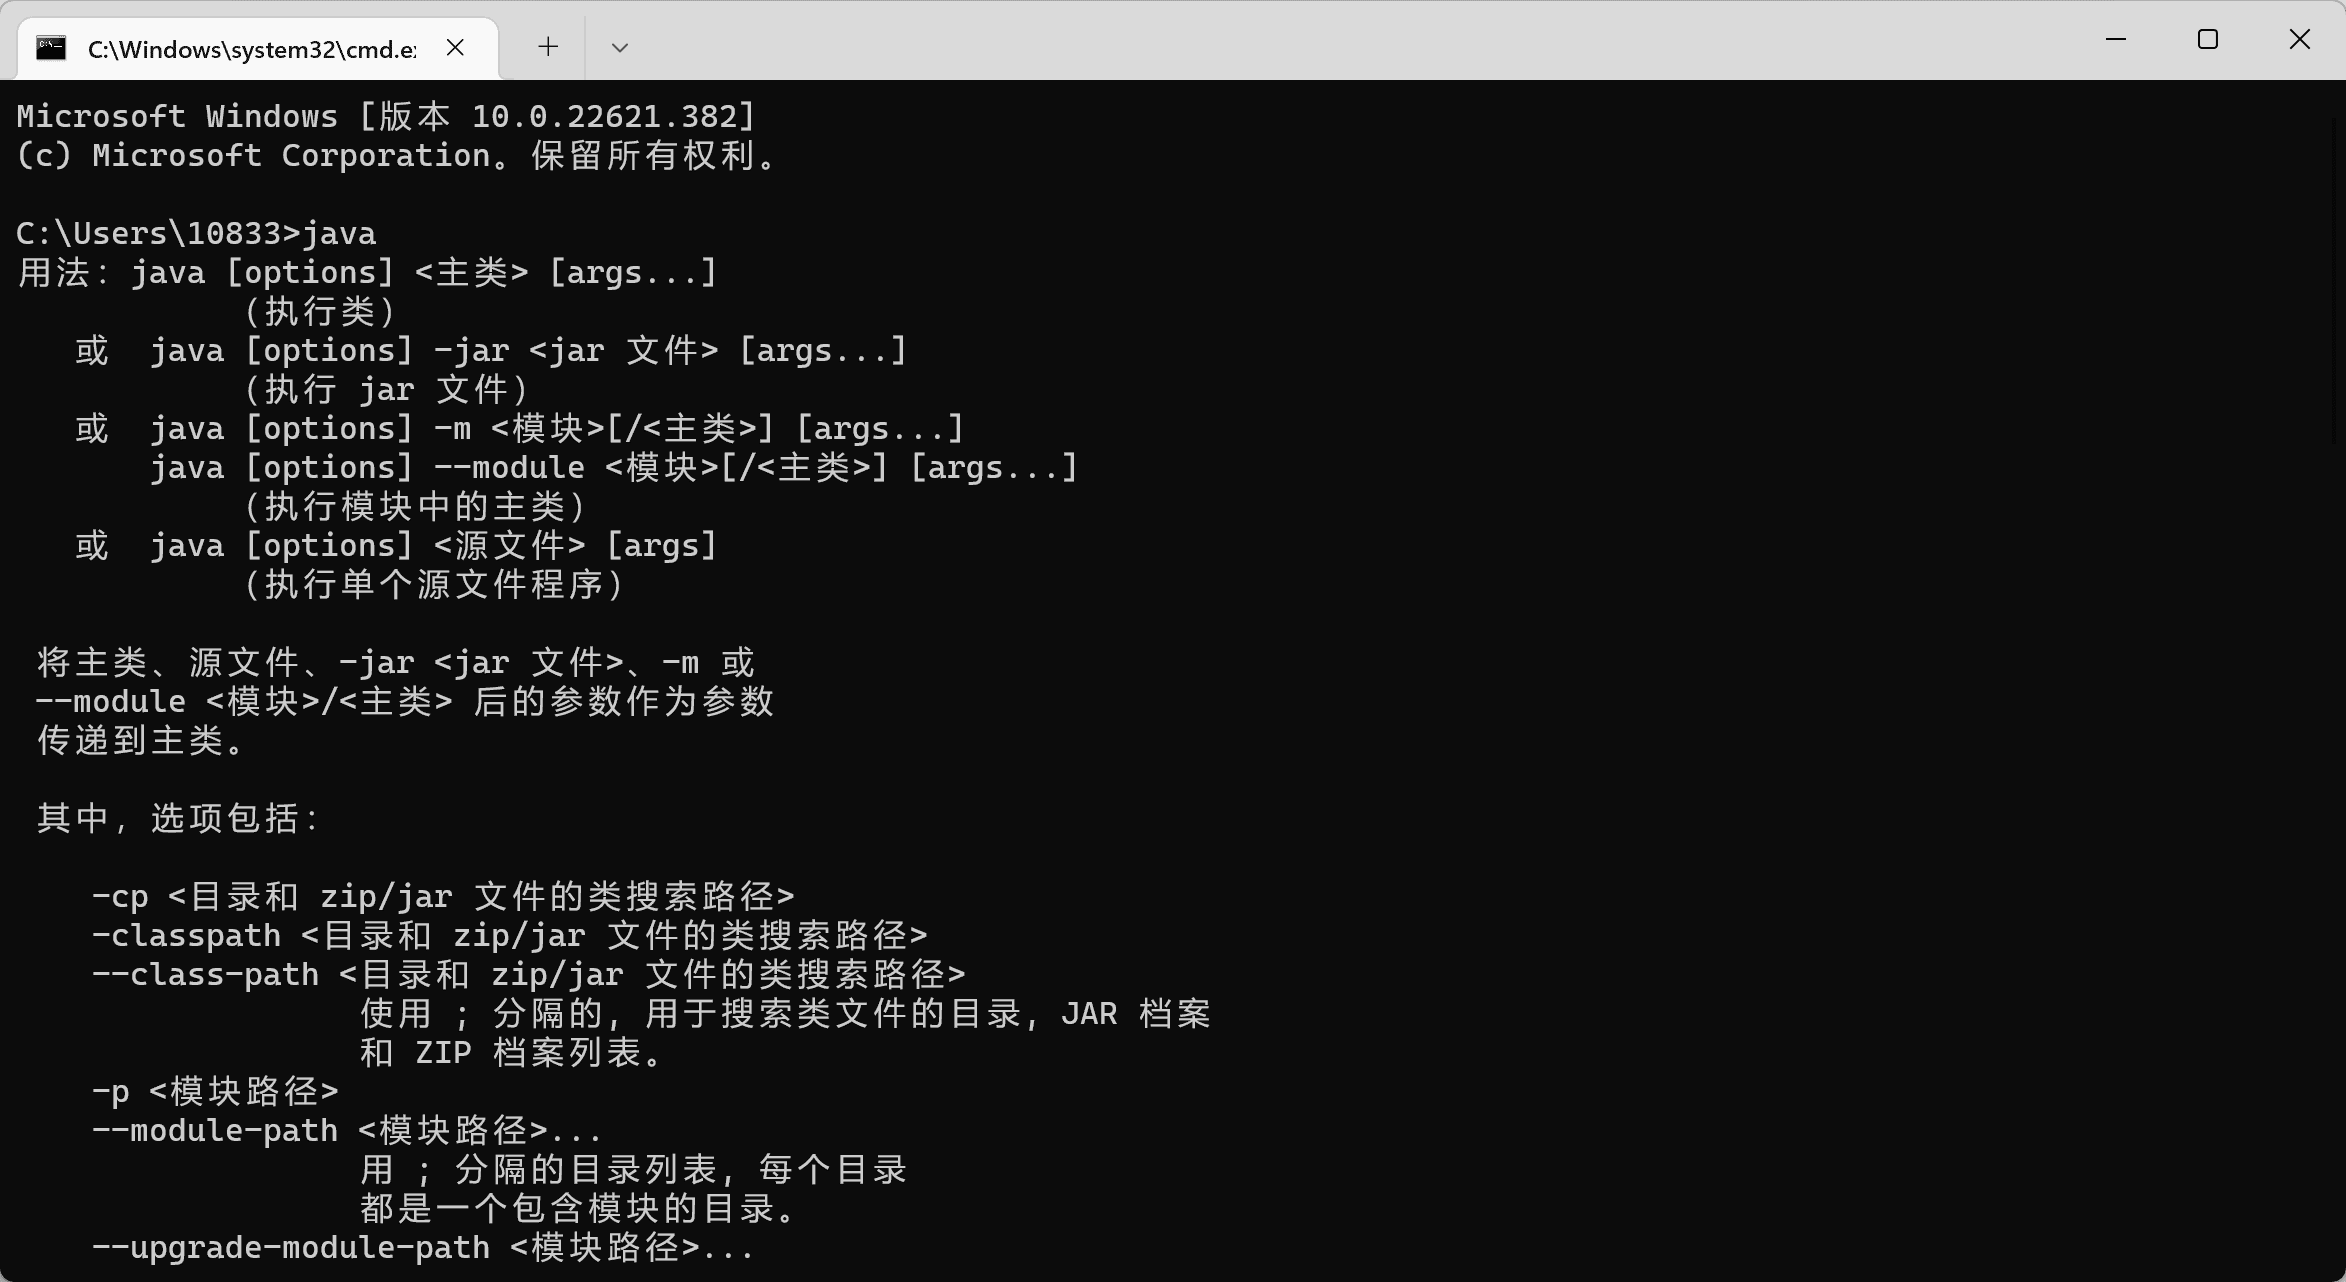 C:\Windows\system32\cmd.e
Microsoft Windows [版本 10.0.22621.382]
(c) Microsoft Corporation。保留所有权利。
C:\Users\10833>java
用法：java [options] <主类> [args...]
（执行类）
或  java [options] -jar <jar 文件> [args...]
（执行 jar 文件）
或  java [options] -m <模块>[/<主类>] [args...]
java [options] --module <模块>[/<主类>] [args...]
（执行模块中的主类）
或  java [options] <源文件> [args]
（执行单个源文件程序）
将主类、源文件、-jar <jar 文件>、-m 或
--module <模块>/<主类> 后的参数作为参数
传递到主类。
其中，选项包括：
-cp <目录和 zip/jar 文件的类搜索路径>
-classpath <目录和 zip/jar 文件的类搜索路径>
--class-path <目录和 zip/jar 文件的类搜索路径>
使用 ; 分隔的, 用于搜索类文件的目录, JAR 档案
和 ZIP 档案列表。
-p <模块路径>
--module-path <模块路径>...
用 ; 分隔的目录列表, 每个目录
都是一个包含模块的目录。
--upgrade-module-path <模块路径>...